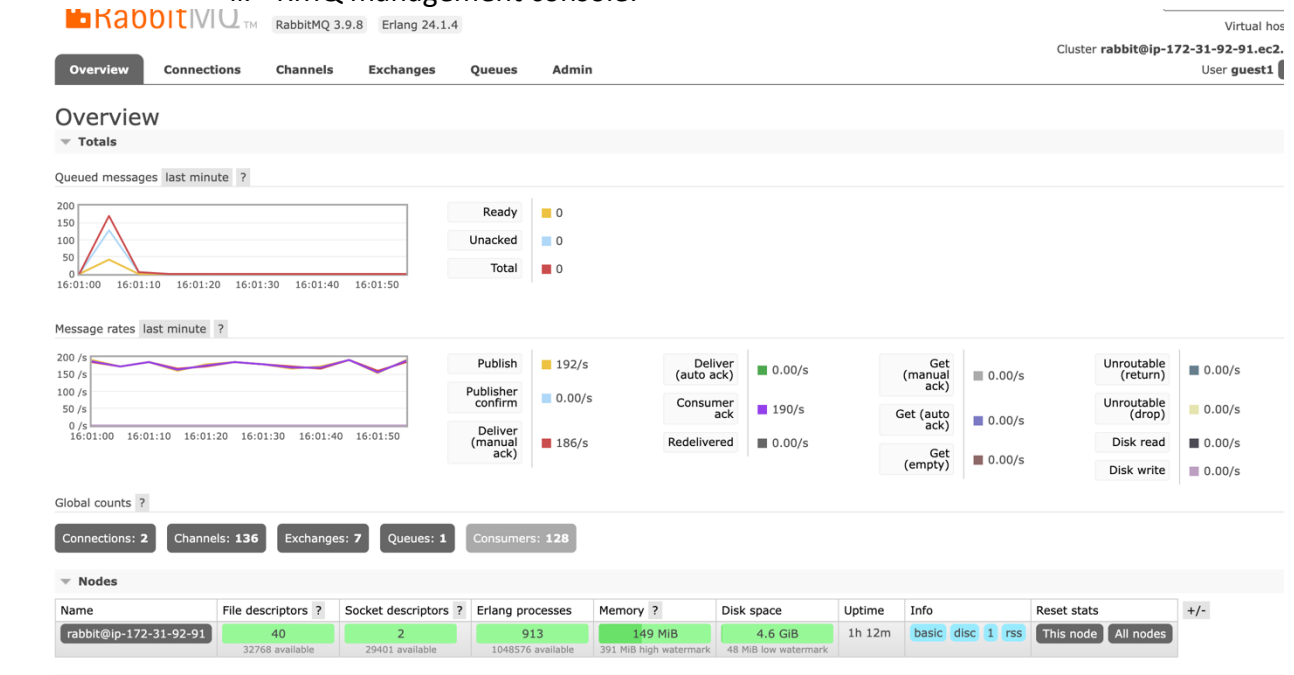 RMQ management console:
RabbitMQ TM RabbitMQ 3.9.8 Erlang 24.1.4
Virtual hos
Cluster rabbit@ip-172-31-92-91.ec2.
Overview Connections Channels Exchanges Queues Admin
User guest1
Overview
Totals
Queued messages last minute ?
200
150
100
50
0
16:01:00 16:01:10 16:01:20 16:01:30 16:01:40 16:01:50
Ready 0
Unacked 0
Total 0
Message rates last minute ?
200 /s
150 /s
100 /s
50 /s
0 /s
16:01:00 16:01:10 16:01:20 16:01:30 16:01:40 16:01:50
Publish 192/s
Publisher
confirm 0.00/s
Deliver
(manual
ack) 186/s
Deliver
(auto ack) 0.00/s
Consumer
ack 190/s
Redelivered 0.00/s
Get
(manual
ack) 0.00/s
Get (auto
ack) 0.00/s
Get
(empty) 0.00/s
Unroutable
(return) 0.00/s
Unroutable
(drop) 0.00/s
Disk read 0.00/s
Disk write 0.00/s
Global counts ?
Connections: 2 Channels: 136 Exchanges: 7 Queues: 1 Consumers: 128
Nodes
Name File descriptors ? Socket descriptors ? Erlang processes Memory ? Disk space Uptime Info Reset stats +/-
rabbit@ip-172-31-92-91 40 2 913 149 MiB 4.6 GiB 1h 12m basic disc 1 rss This node All nodes
32768 available 29401 available 1048576 available 391 MiB high watermark 48 MiB low watermark